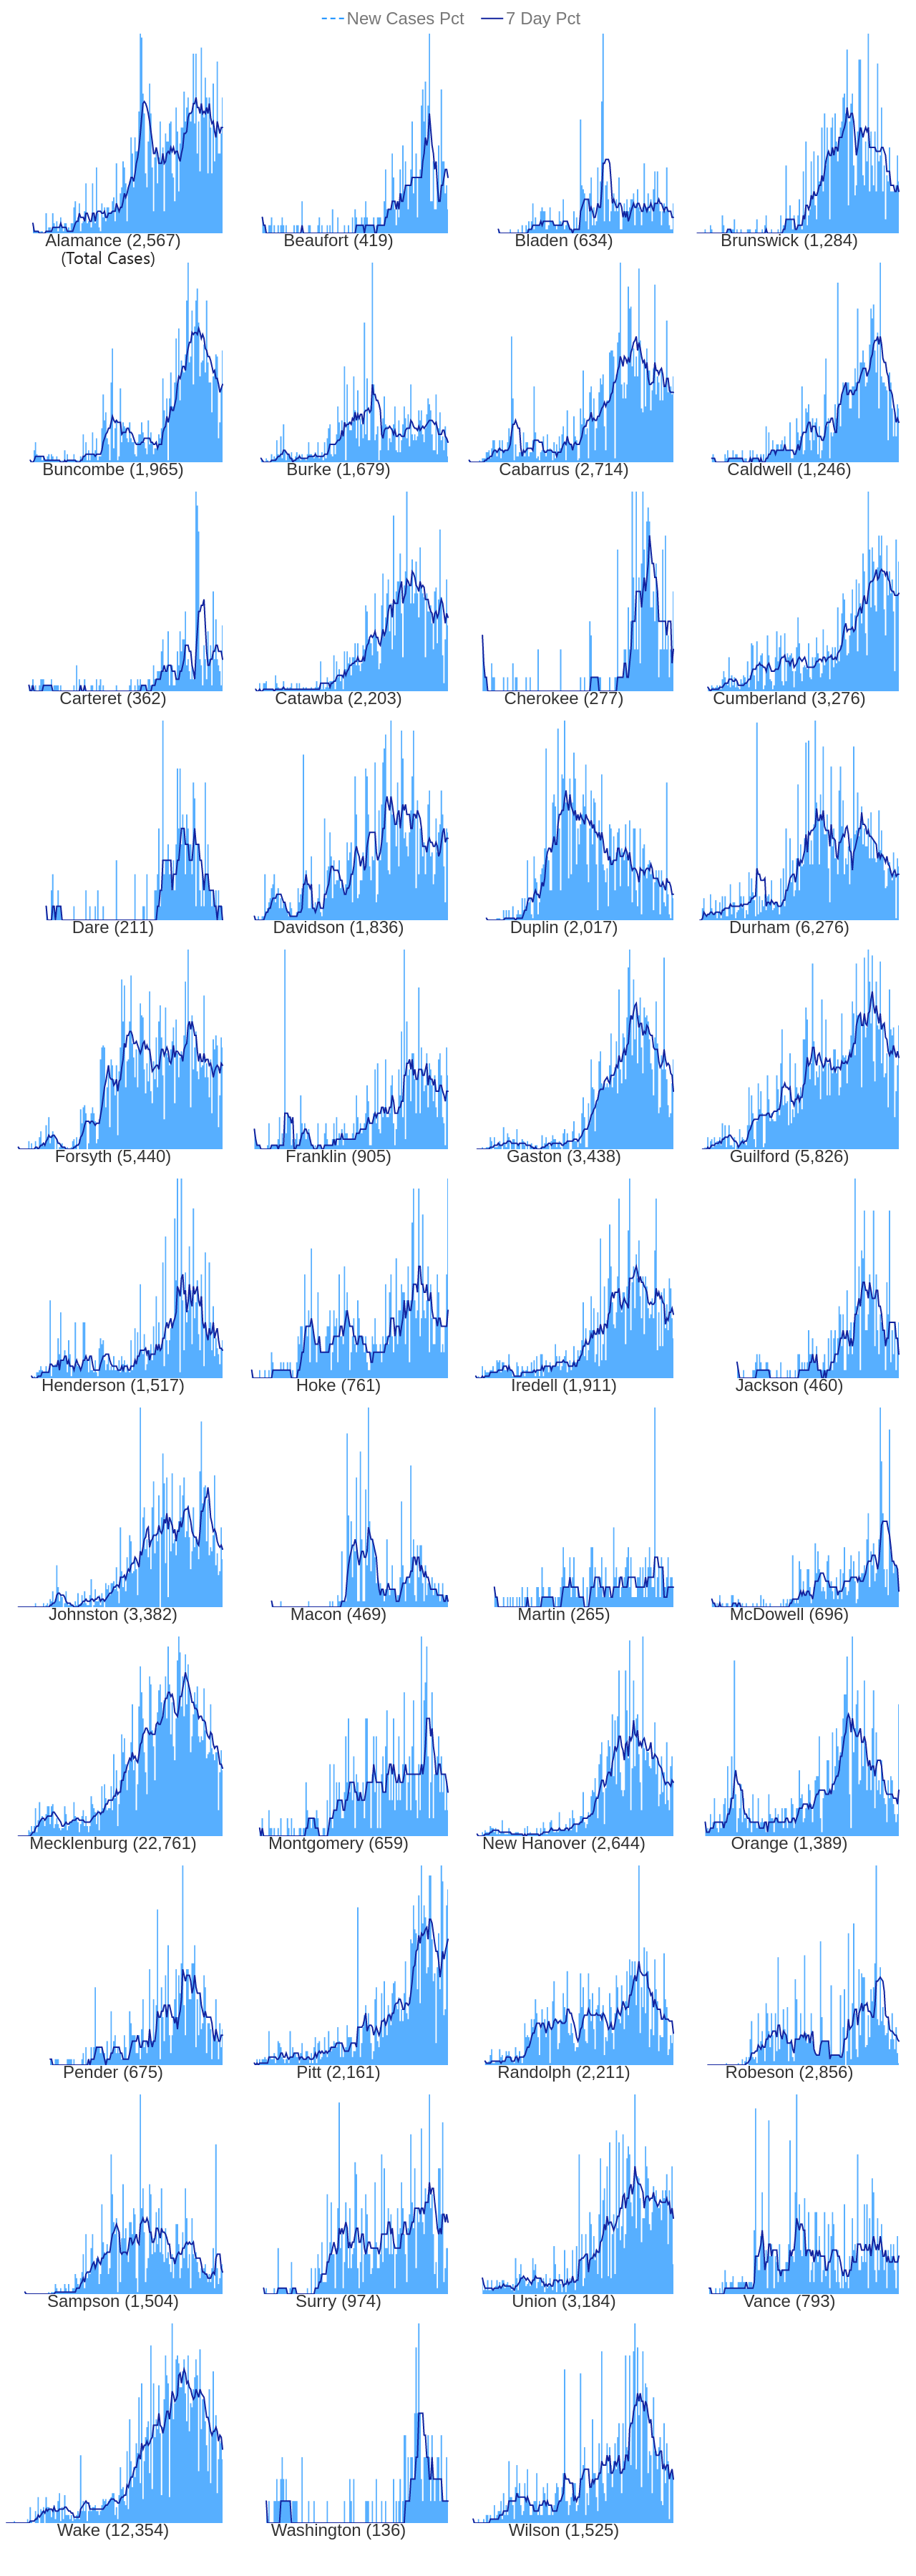 New Cases Pct 7 Day Pct
Alamance (2,567) Beaufort (419) Bladen (634) Brunswick (1,284)
(Total Cases)
Buncombe (1,965) Burke (1,679) Cabarrus (2,714) Caldwell (1,246)
Carteret (362) Catawba (2,203) Cherokee (277) Cumberland (3,276)
Dare (211) Davidson (1,836) Duplin (2,017) Durham (6,276)
Forsyth (5,440) Franklin (905) Gaston (3,438) Guilford (5,826)
Henderson (1,517) Hoke (761) Iredell (1,911) Jackson (460)
Johnston (3,382) Macon (469) Martin (265) McDowell (696)
Mecklenburg (22,761) Montgomery (659) New Hanover (2,644) Orange (1,389)
Pender (675) Pitt (2,161) Randolph (2,211) Robeson (2,856)
Sampson (1,504) Surry (974) Union (3,184) Vance (793)
Wake (12,354) Washington (136) Wilson (1,525)